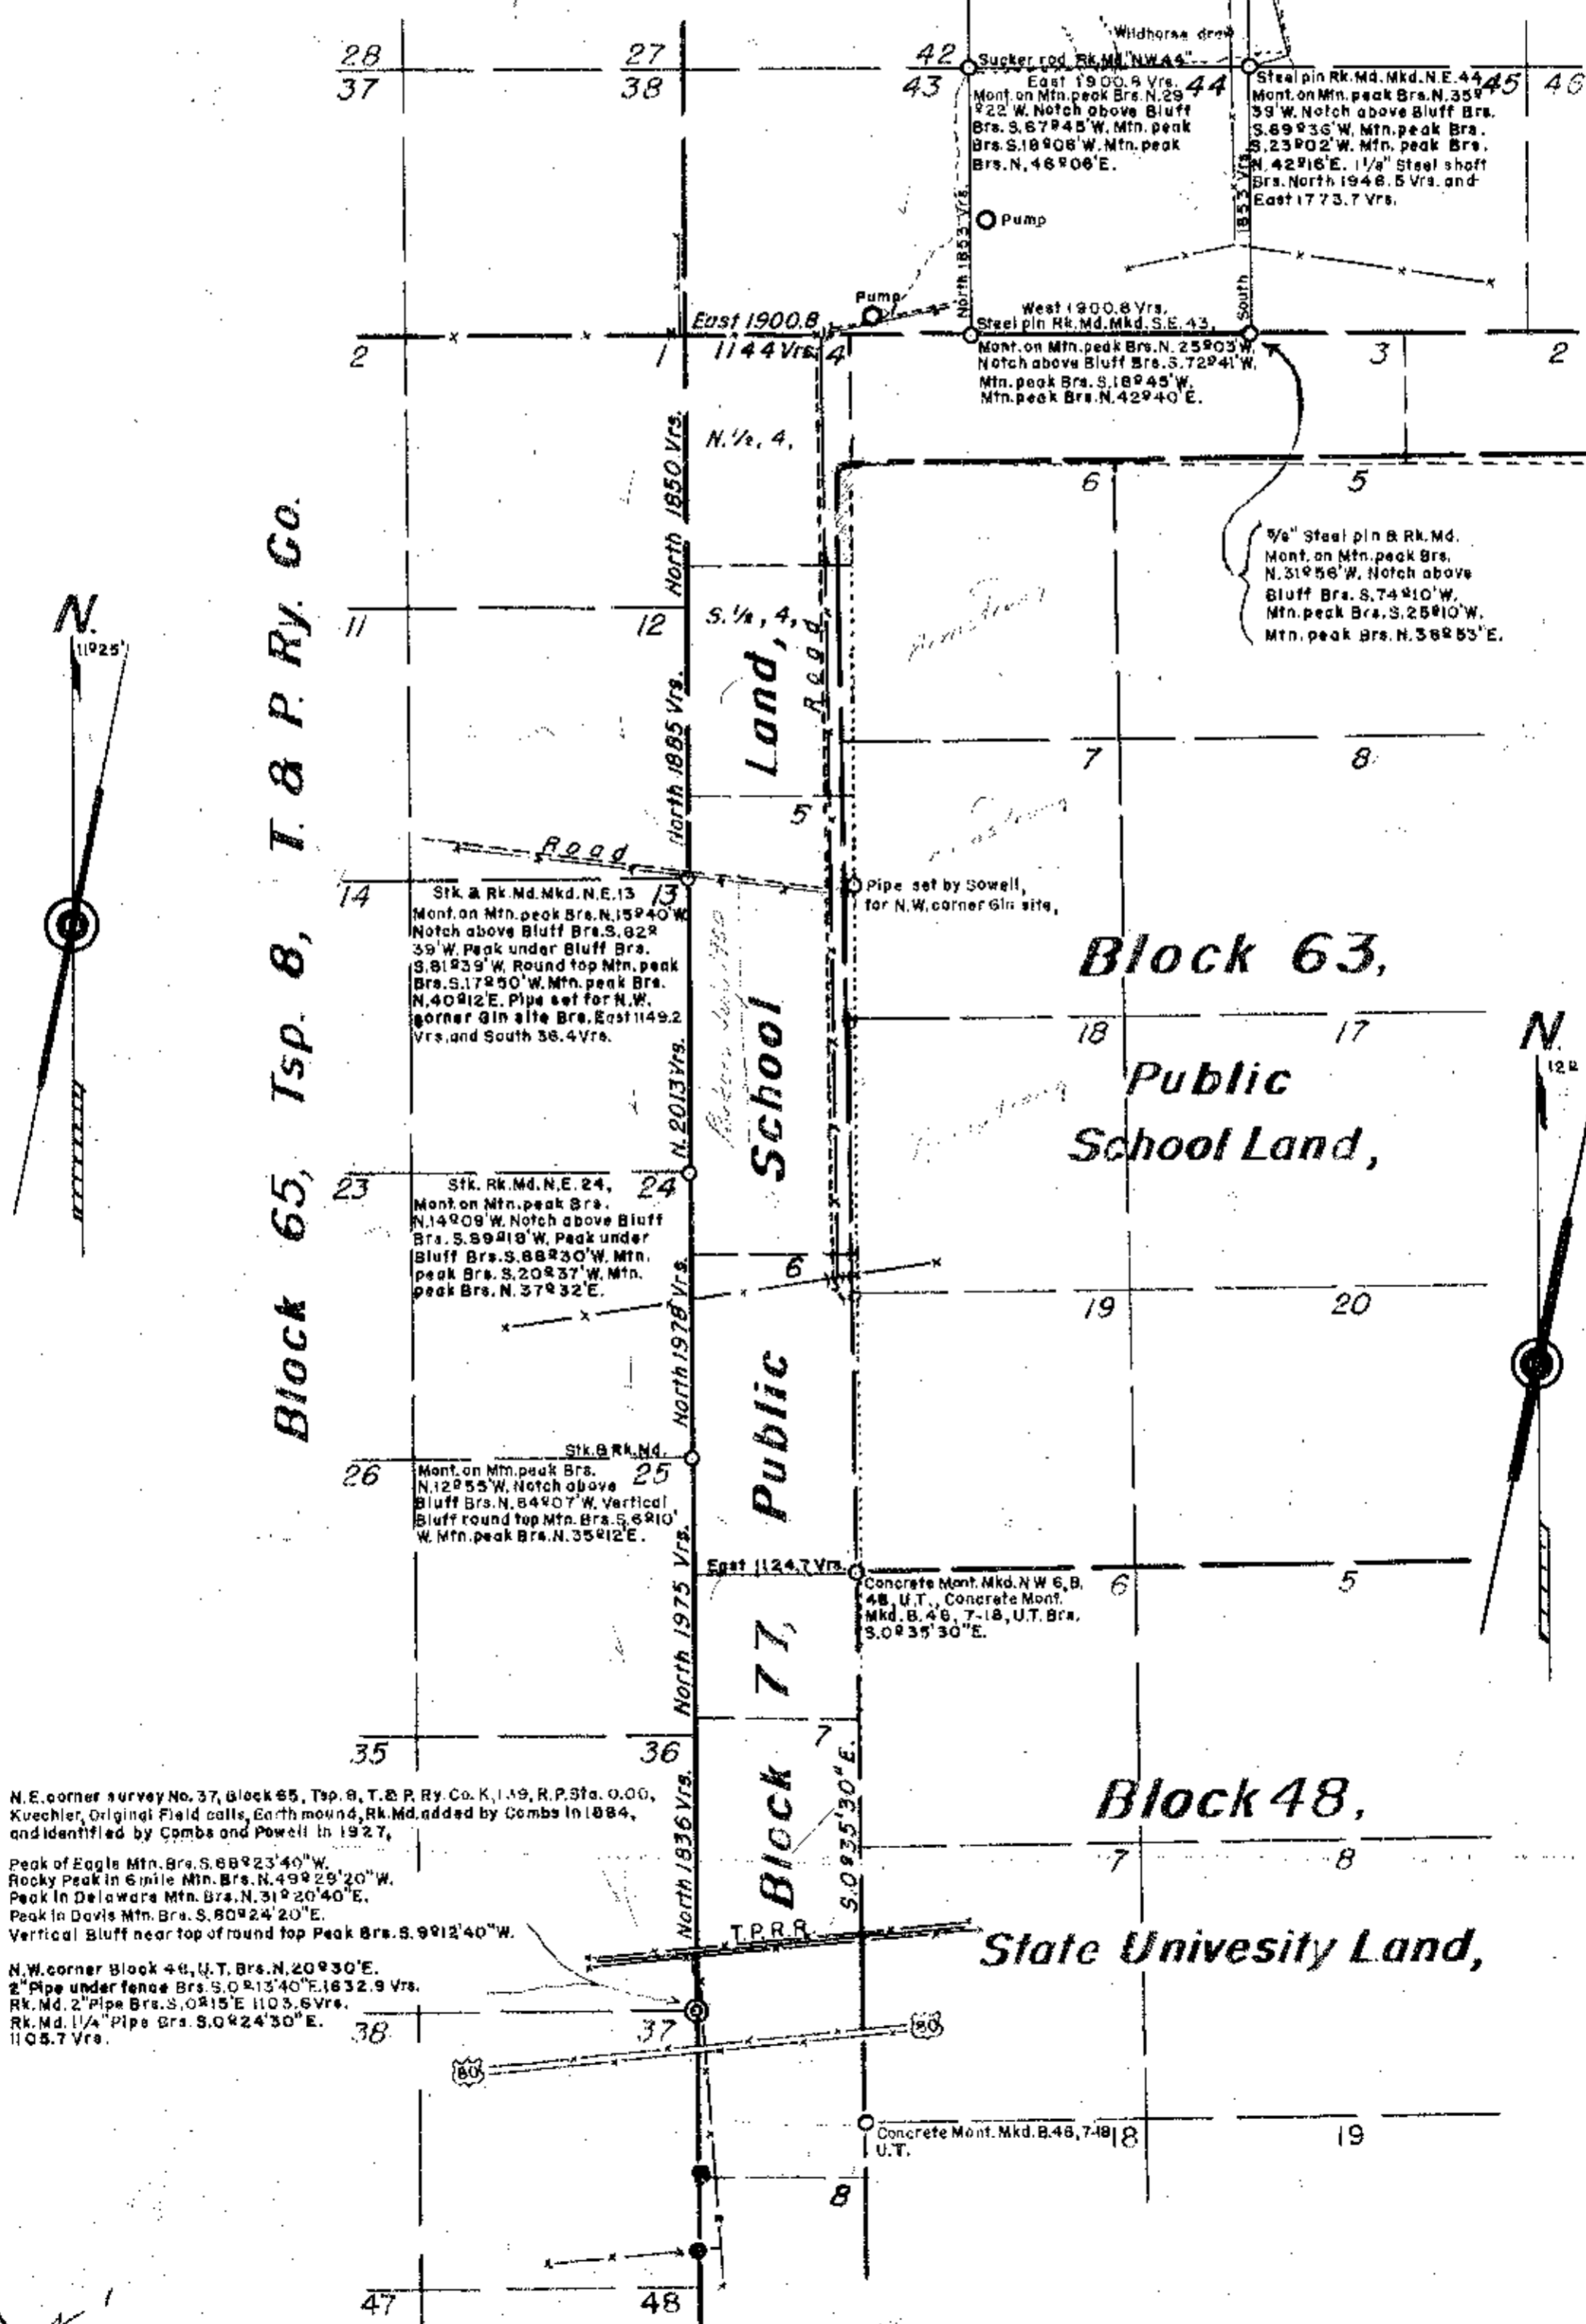 Wildhorse draw
28
27
42
Sucker rod Rk. Md. "N.W. 44"
37
38
43
44
45
46
East 1900.8 Vrs.
Mont. on Mtn. peak Brs. N. 29
°22' W. Notch above Bluff
Brs. S. 67°45' W. Mtn. peak
Brs. S. 18°08' W. Mtn. peak
Brs. N. 46°06' E.
Steel pin Rk. Md. Mkd. N.E. 44
Mont. on Mtn. peak Brs. N. 35°
39' W. Notch above Bluff Brs.
S. 69°36' W. Mtn. peak Brs.
S. 23°02' W. Mtn. peak Brs.
N. 42°16' E. 1 1/8" Steel shaft
Brs. North 1946.5 Vrs. and
East 1773.7 Vrs.
North 1853 Vrs.
South 1853 Vrs.
Pump
Pump
East 1900.8
1144 Vrs.
West 1900.8 Vrs.
Steel pin Rk. Md. Mkd. S.E. 43,
2
1
4
3
2
Mont. on Mtn. peak Brs. N. 25°03' W.
Notch above Bluff Brs. S. 72°41' W.
Mtn. peak Brs. S. 18°45' W.
Mtn. peak Brs. N. 42°40' E.
N. 1/2, 4,
North 1850 Vrs.
6
5
5/8" Steel pin & Rk. Md.
Mont. on Mtn. peak Brs.
N. 31°56' W. Notch above
Bluff Brs. S. 74°10' W.
Mtn. peak Brs. S. 25°10' W.
Mtn. peak Brs. N. 38°53' E.
N.
11°25'
11
12
S. 1/2, 4,
Road
North 1885 Vrs.
7
8
5
Road
14
13
Stk. & Rk. Md. Mkd. N.E. 13
Mont. on Mtn. peak Brs. N. 15°40' W
Notch above Bluff Brs. S. 82°
39' W. Peak under Bluff Brs.
S. 81°39' W. Round top Mtn. peak
Brs. S. 17°50' W. Mtn. peak Brs.
N. 40°12' E. Pipe set for N.W.
corner Gin site Brs. East 1149.2
Vrs. and South 36.4 Vrs.
Pipe set by Sowell,
for N.W. corner Gin site,
Block 63,
18
17
Public
School Land,
N.
Block 65, Tsp. 8, T. & P. Ry. Co.
N. 2013 Vrs.
23
24
Stk. Rk. Md. N.E. 24,
Mont. on Mtn. peak Brs.
N. 14°09' W. Notch above Bluff
Brs. S. 89°18' W. Peak under
Bluff Brs. S. 88°30' W. Mtn.
peak Brs. S. 20°37' W. Mtn.
peak Brs. N. 37°32' E.
6
19
20
North 1978 Vrs.
Block 77, Public School Land,
26
25
Stk. & Rk. Md.
Mont. on Mtn. peak Brs.
N. 12°55' W. Notch above
Bluff Brs. N. 84°07' W. Vertical
Bluff round top Mtn. Brs. S. 6°10'
W. Mtn. peak Brs. N. 35°12' E.
East 1124.7 Vrs.
6
5
Concrete Mont. Mkd. N W 6, B.
48, U.T., Concrete Mont.
Mkd. B. 48, 7-18, U.T. Brs.
S. 0°35'30" E.
North 1975 Vrs.
35
36
7
S. 0°35'30" E.
Block 48,
7
8
State Univesity Land,
N.E. corner survey No. 37, Block 65, Tsp. 8, T. & P. Ry. Co. K, 149, R.P. Sta. 0.00,
Kuechler, Original Field calls, Earth mound, Rk. Md. added by Combs in 1884,
and identified by Combs and Powell in 1927,
Peak of Eagle Mtn. Brs. S. 68°23'40" W.
Rocky Peak in 6 mile Mtn. Brs. N. 49°29'20" W.
Peak in Delaware Mtn. Brs. N. 31°20'40" E.
Peak in Davis Mtn. Brs. S. 80°24'20" E.
Vertical Bluff near top of round top Peak Brs. S. 9°12'40" W.
N.W. corner Block 48, U.T. Brs. N. 20°30' E.
2" Pipe under fence Brs. S. 0°13'40" E. 1632.9 Vrs.
Rk. Md. 2" Pipe Brs. S. 0°15' E 1103.6 Vrs.
Rk. Md. 1 1/4" Pipe Brs. S. 0°24'30" E.
1105.7 Vrs.
North 1836 Vrs.
T.P.R.R.
38
37
80
80
Concrete Mont. Mkd. B. 48, 7-18
U.T.
18
19
8
47
48